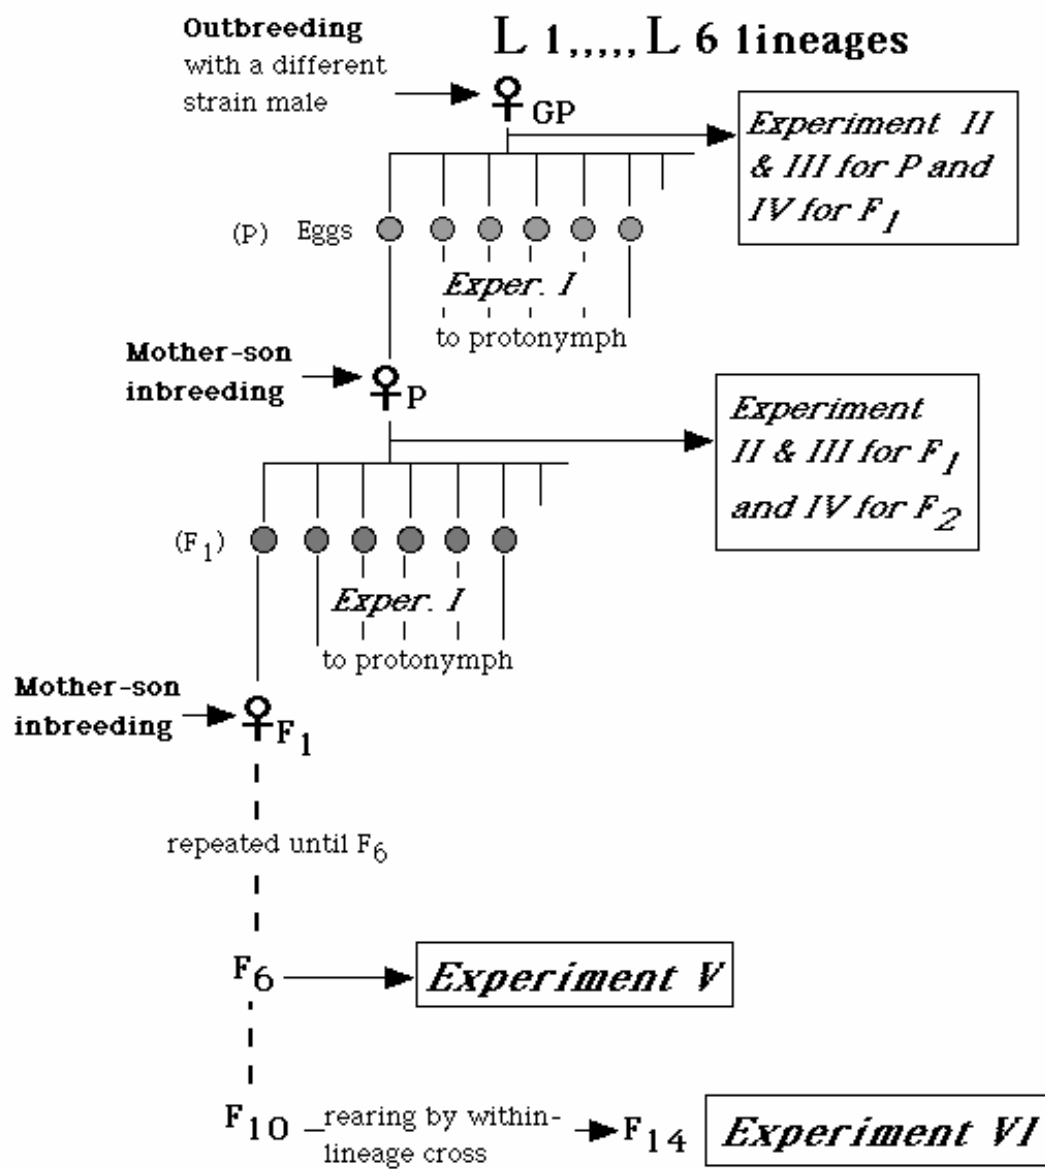 Outbreeding
with a different
strain male
L 1,,,,, L 6 lineages
GP
Experiment II
& III for P and
IV for F1
(P) Eggs
Exper. I
to protonymph
Mother-son
inbreeding
P
Experiment
II & III for F1
and IV for F2
(F1)
Exper. I
to protonymph
Mother-son
inbreeding
F1
repeated until F6
F6
Experiment V
F10
rearing by within-
lineage cross
F14
Experiment VI